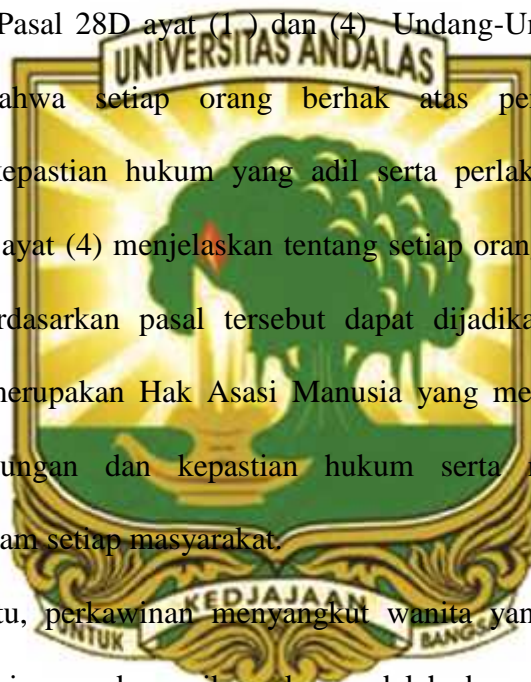 Pasal 28D ayat (1 ) dan (4) Undang-Un
UNIVERSITAS ANDALAS
ahwa setiap orang berhak atas pe
kepastian hukum yang adil serta perlak
ayat (4) menjelaskan tentang setiap oran
rdasarkan pasal tersebut dapat dijadika
merupakan Hak Asasi Manusia yang me
ungan dan kepastian hukum serta
am setiap masyarakat.
tu, perkawinan menyangkut wanita yan
UNTUK KEDJAJAAN BANGSA